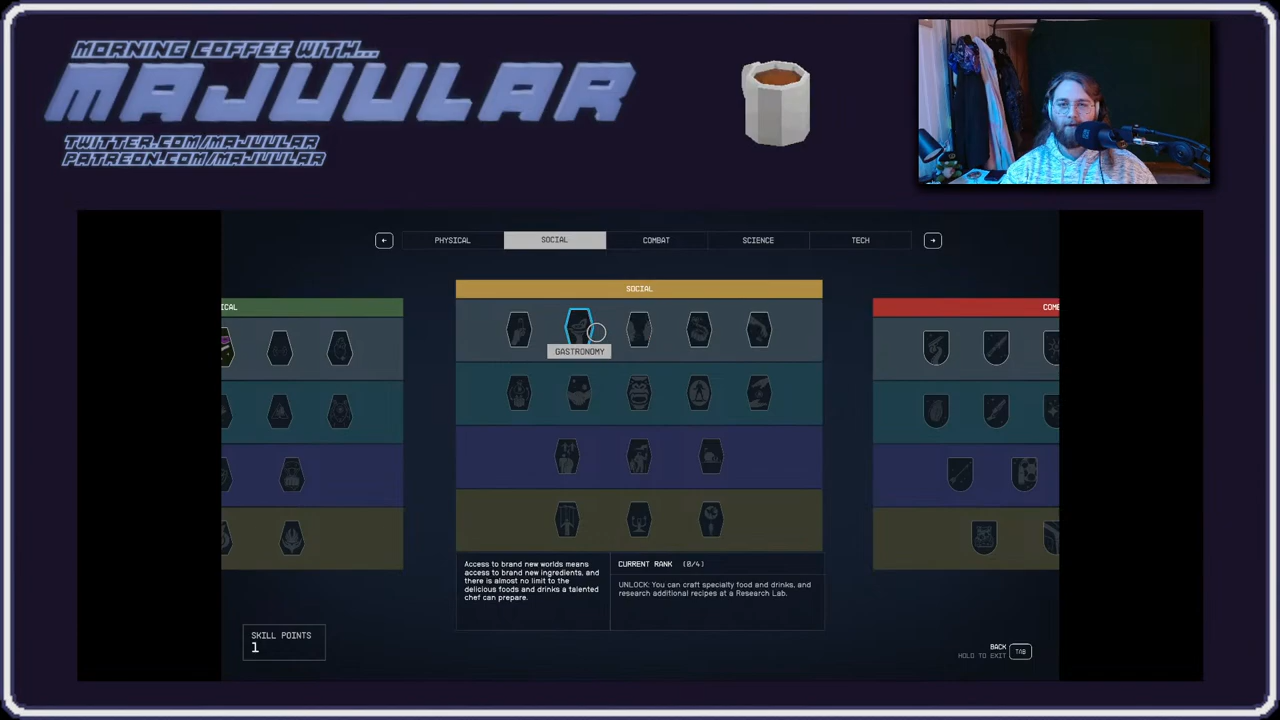 MORNING COFFEE WITH...
MAJUULAR
TWITTER.COM/MAJUULAR
PATREON.COM/MAJUULAR
←
PHYSICAL
SOCIAL
COMBAT
SCIENCE
TECH
→
ICAL
SOCIAL
COMB
GASTRONOMY
Access to brand new worlds means
access to brand new ingredients, and
there is almost no limit to the
delicious foods and drinks a talented
chef can prepare.
CURRENT RANK (0/4)
UNLOCK: You can craft specialty food and drinks, and
research additional recipes at a Research Lab.
SKILL POINTS
1
BACK
HOLD TO EXIT
TAB